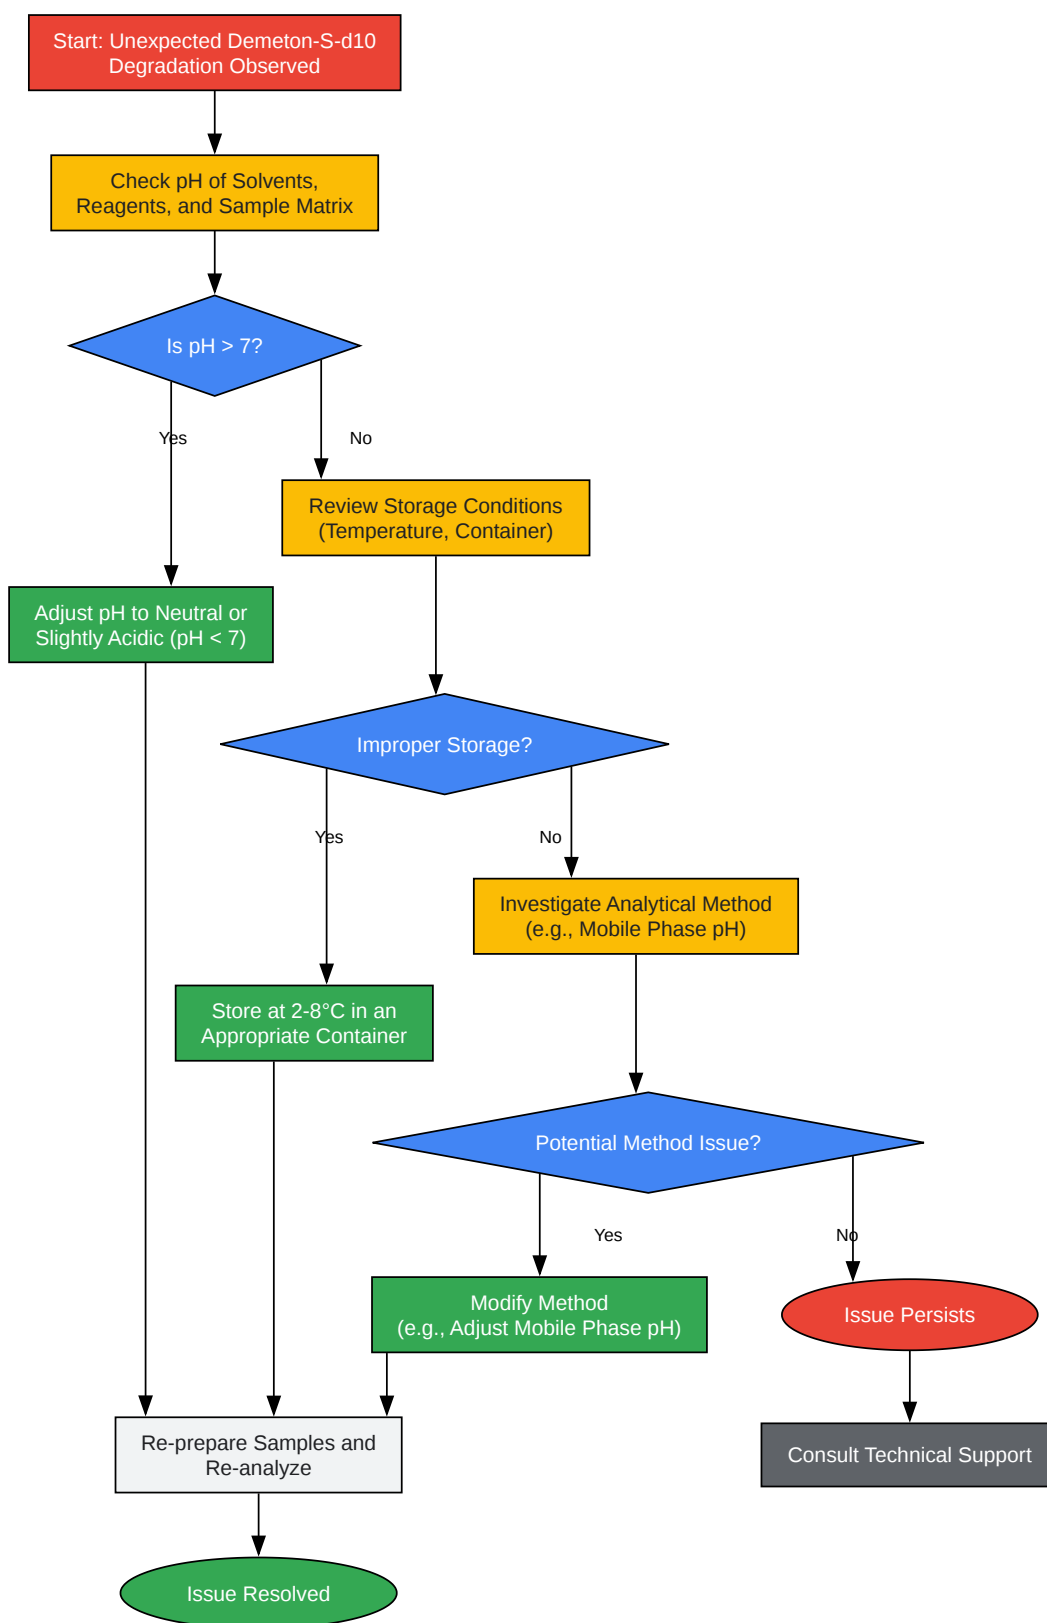 Start: Unexpected Demeton-S-d10
Degradation Observed
Check pH of Solvents,
Reagents, and Sample Matrix
Is pH > 7?
Yes
No
Review Storage Conditions
(Temperature, Container)
Adjust pH to Neutral or
Slightly Acidic (pH < 7)
Improper Storage?
Yes
No
Investigate Analytical Method
(e.g., Mobile Phase pH)
Store at 2-8°C in an
Appropriate Container
Potential Method Issue?
Yes
No
Modify Method
(e.g., Adjust Mobile Phase pH)
Issue Persists
Re-prepare Samples and
Re-analyze
Consult Technical Support
Issue Resolved